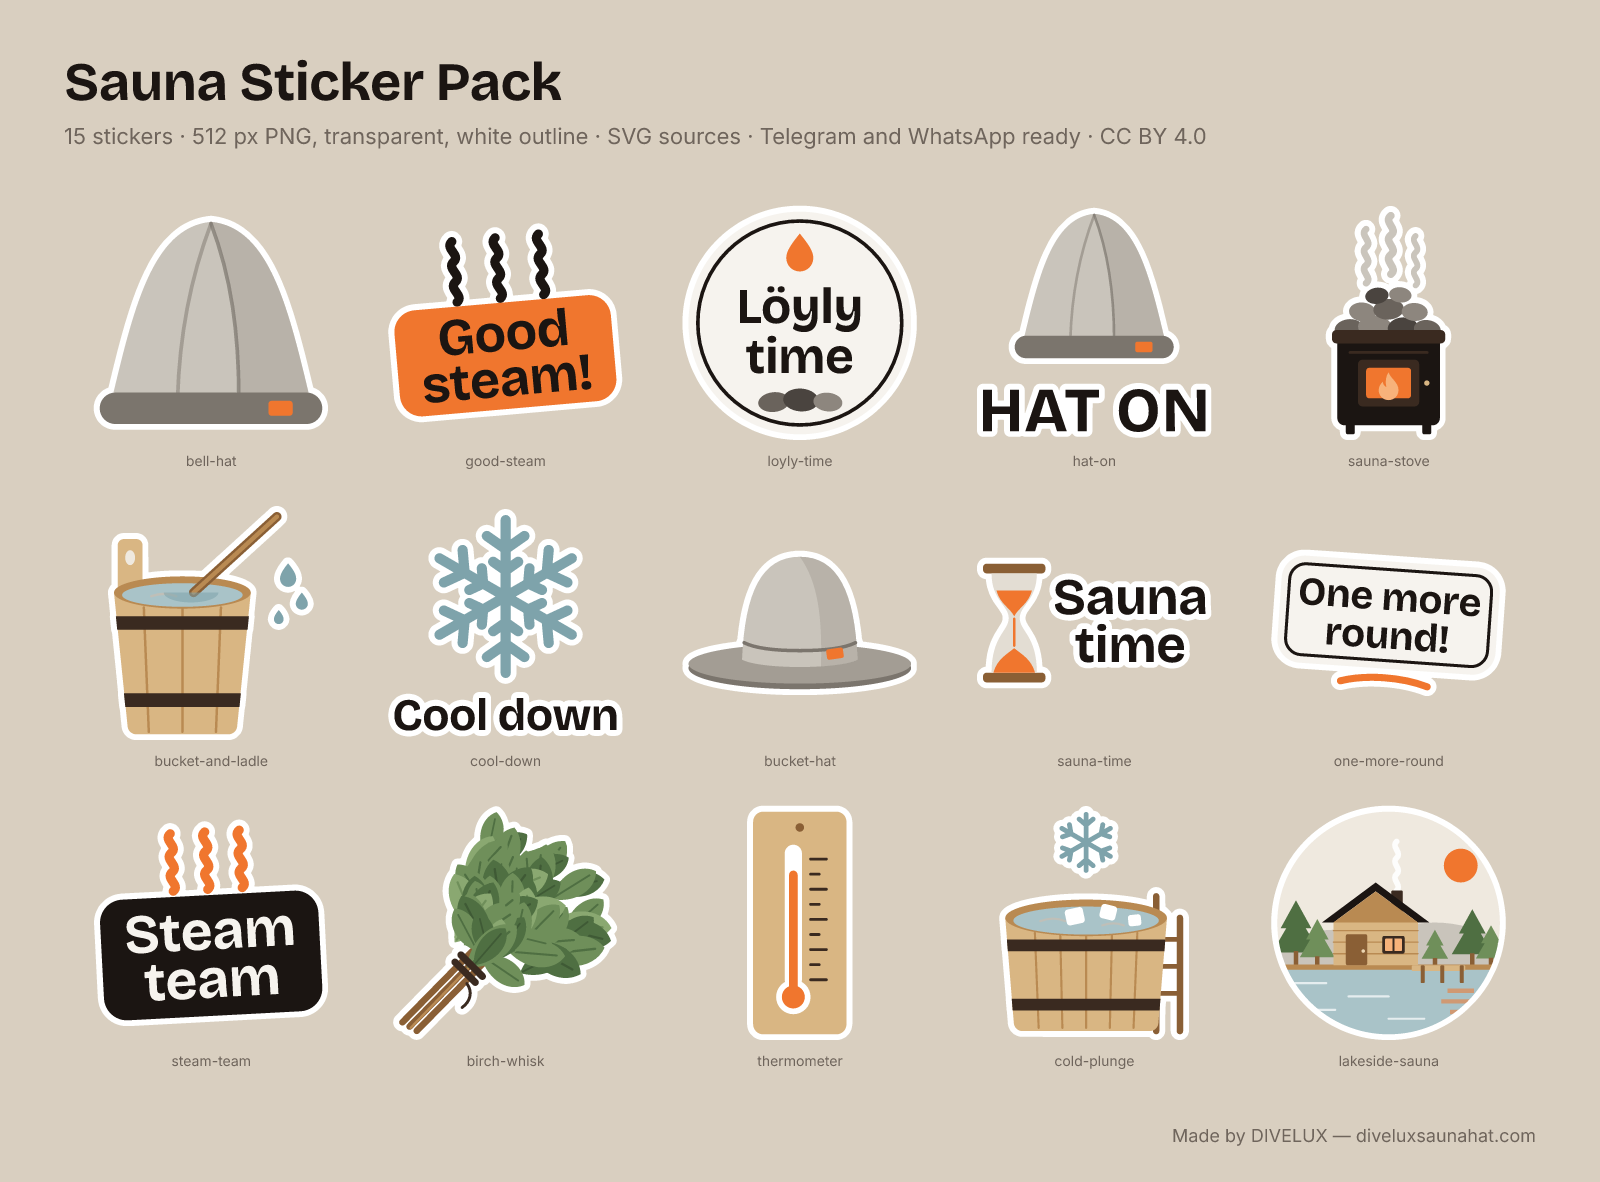 Sauna Sticker Pack
15 stickers · 512 px PNG, transparent, white outline · SVG sources · Telegram and WhatsApp ready · CC BY 4.0
Good
steam!
Löyly
time
HAT ON
bell-hat
good-steam
loyly-time
hat-on
sauna-stove
Cool down
Sauna
time
One more
round!
bucket-and-ladle
cool-down
bucket-hat
sauna-time
one-more-round
Steam
team
steam-team
birch-whisk
thermometer
cold-plunge
lakeside-sauna
Made by DIVELUX — diveluxsaunahat.com